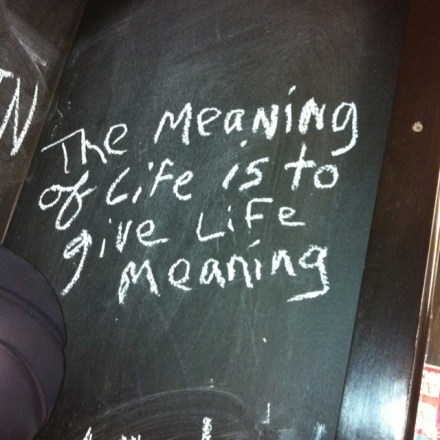 The MeaNiNg
of Life is to
give LiFe
Meaning